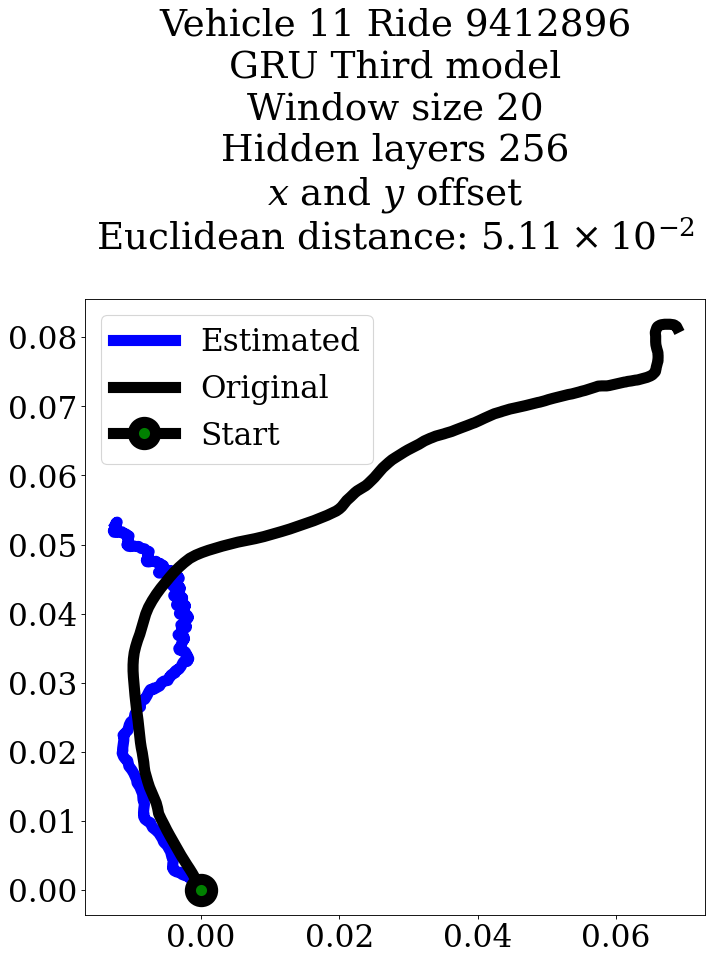 Vehicle 11 Ride 9412896
GRU Third model
Window size 20
Hidden layers 256
x and y offset
Euclidean distance: 5.11 × 10⁻²
Estimated
Original
Start
0.08
0.07
0.06
0.05
0.04
0.03
0.02
0.01
0.00
0.00 0.02 0.04 0.06